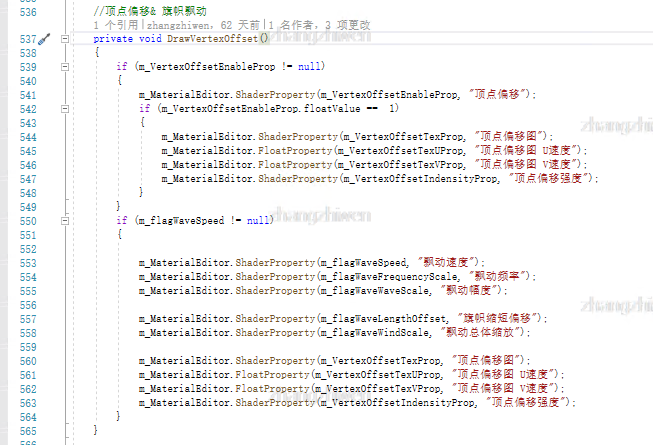 //顶点偏移& 旗帜飘动
1 个引用|zhangzhiwen，62 天前|1 名作者，3 项更改
537 private void DrawVertexOffset()
538 {
539 if (m_VertexOffsetEnableProp != null)
540 {
541 m_MaterialEditor.ShaderProperty(m_VertexOffsetEnableProp, "顶点偏移");
542 if (m_VertexOffsetEnableProp.floatValue == 1)
543 {
544 m_MaterialEditor.ShaderProperty(m_VertexOffsetTexProp, "顶点偏移图");
545 m_MaterialEditor.FloatProperty(m_VertexOffsetTexUProp, "顶点偏移图 U速度");
546 m_MaterialEditor.FloatProperty(m_VertexOffsetTexVProp, "顶点偏移图 V速度");
547 m_MaterialEditor.ShaderProperty(m_VertexOffsetIndensityProp, "顶点偏移强度");
548 }
549 }
550 if (m_flagWaveSpeed != null)
551 {
552
553 m_MaterialEditor.ShaderProperty(m_flagWaveSpeed, "飘动速度");
554 m_MaterialEditor.ShaderProperty(m_flagWaveFrequencyScale, "飘动频率");
555 m_MaterialEditor.ShaderProperty(m_flagWaveWaveScale, "飘动幅度");
556
557 m_MaterialEditor.ShaderProperty(m_flagWaveLengthOffset, "旗帜缩短偏移");
558 m_MaterialEditor.ShaderProperty(m_flagWaveWindScale, "飘动总体缩放");
559
560 m_MaterialEditor.ShaderProperty(m_VertexOffsetTexProp, "顶点偏移图");
561 m_MaterialEditor.FloatProperty(m_VertexOffsetTexUProp, "顶点偏移图 U速度");
562 m_MaterialEditor.FloatProperty(m_VertexOffsetTexVProp, "顶点偏移图 V速度");
563 m_MaterialEditor.ShaderProperty(m_VertexOffsetIndensityProp, "顶点偏移强度");
564 }
565 }